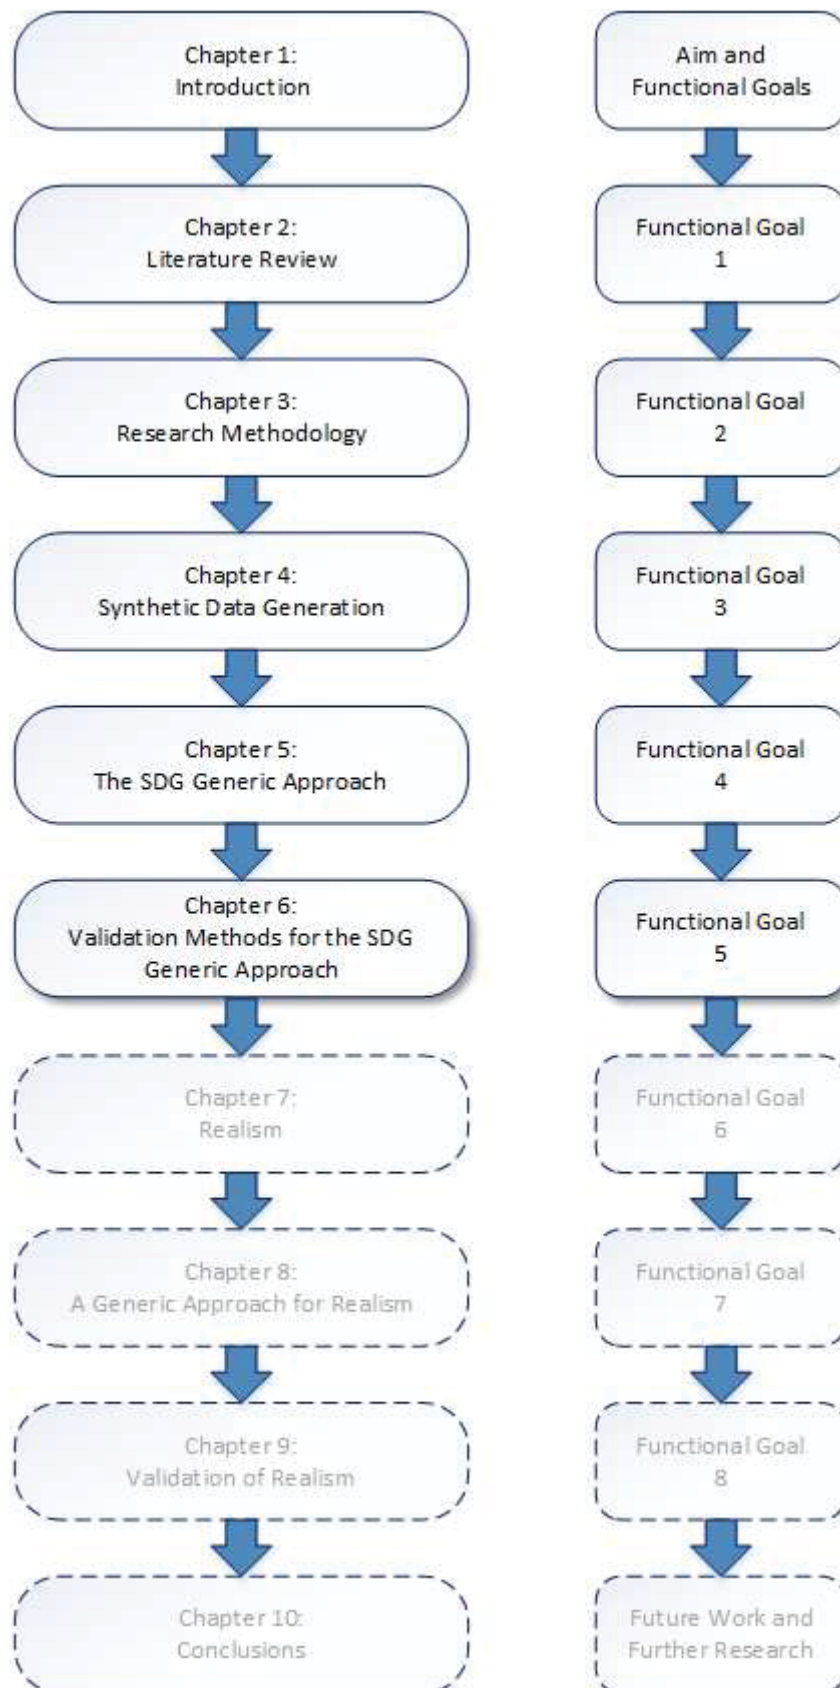 Chapter 1:
Introduction
Aim and
Functional Goals
Chapter 2:
Literature Review
Functional Goal
1
Chapter 3:
Research Methodology
Functional Goal
2
Chapter 4:
Synthetic Data Generation
Functional Goal
3
Chapter 5:
The SDG Generic Approach
Functional Goal
4
Chapter 6:
Validation Methods for the SDG
Generic Approach
Functional Goal
5
Chapter 7:
Realism
Functional Goal
6
Chapter 8:
A Generic Approach for Realism
Functional Goal
7
Chapter 9:
Validation of Realism
Functional Goal
8
Chapter 10:
Conclusions
Future Work and
Further Research